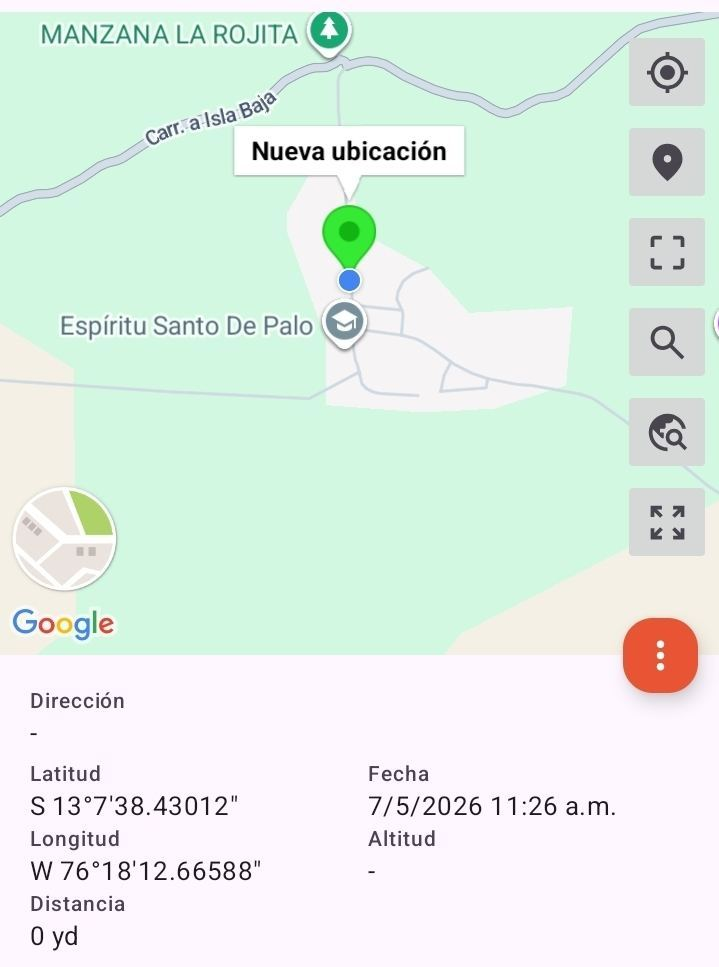 MANZANA LA ROJITA
Carr. a Isla Baja
Nueva ubicación
Espíritu Santo De Palo
Google
Dirección
-
Latitud
S 13°7'38.43012"
Fecha
7/5/2026 11:26 a.m.
Longitud
W 76°18'12.66588"
Altitud
-
Distancia
0 yd